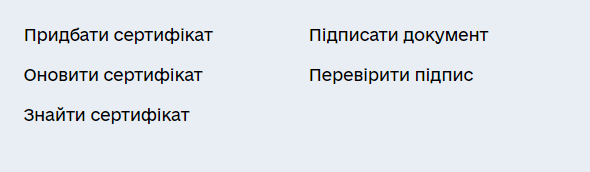 Придбати сертифікат
Оновити сертифікат
Знайти сертифікат
Підписати документ
Перевірити підпис